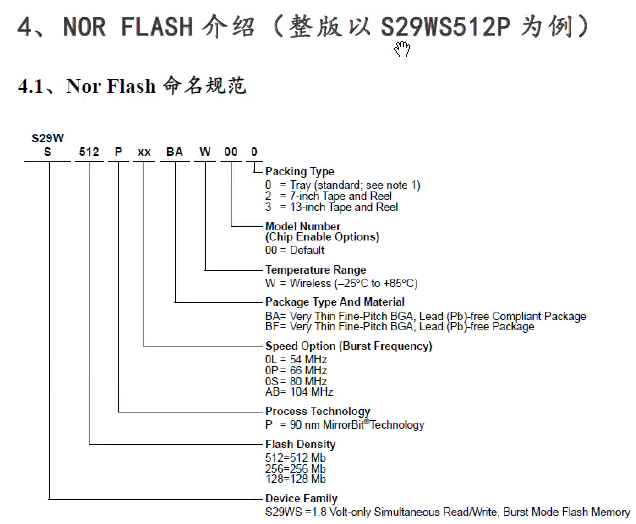 4、NOR FLASH 介绍（整版以 S29WS512P 为例）
4.1、Nor Flash 命名规范
S29W
S 512 P xx BA W 00 0
Packing Type
0 = Tray (standard; see note 1)
2 = 7-inch Tape and Reel
3 = 13-inch Tape and Reel
Model Number
(Chip Enable Options)
00 = Default
Temperature Range
W = Wireless (–25°C to +85°C)
Package Type And Material
BA= Very Thin Fine-Pitch BGA, Lead (Pb)-free Compliant Package
BF= Very Thin Fine-Pitch BGA, Lead (Pb)-free Package
Speed Option (Burst Frequency)
0L = 54 MHz
0P = 66 MHz
0S = 80 MHz
AB= 104 MHz
Process Technology
P = 90 nm MirrorBit®Technology
Flash Density
512=512 Mb
256=256 Mb
128=128 Mb
Device Family
S29WS =1.8 Volt-only Simultaneous Read/Write, Burst Mode Flash Memory